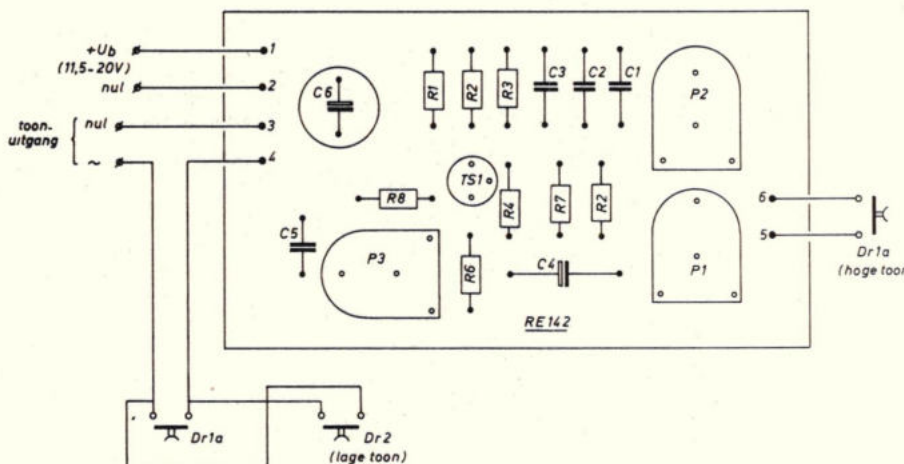 +Ub
(11,5-20V)
nul
toon-
uitgang
nul
~
1
2
3
4
C6
R1
R2
R3
C3
C2
C1
P2
TS1
R8
R4
R7
R2
C5
P3
R6
C4
P1
6
5
Dr1a
(hoge toon
RE142
Dr1a
Dr2
(lage toon)